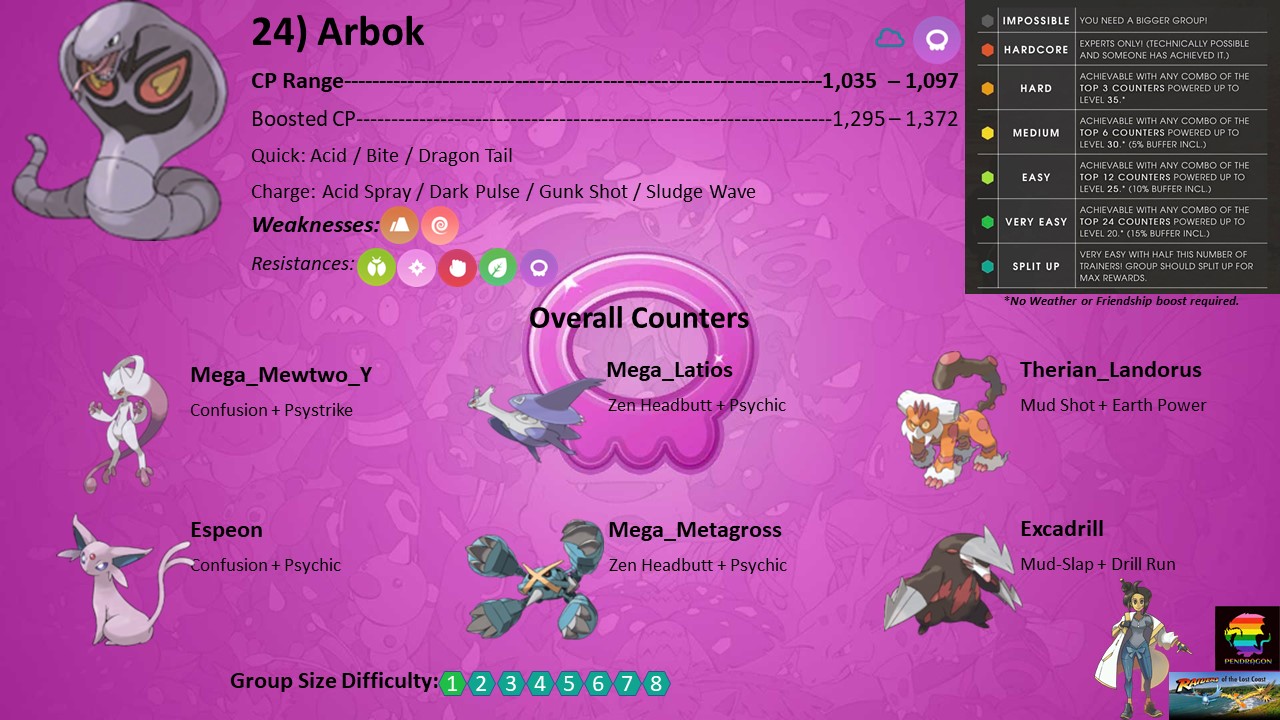 24) Arbok
CP Range--------------------------------------------------------------------1,035 – 1,097
Boosted CP--------------------------------------------------------------------1,295 – 1,372
Quick: Acid / Bite / Dragon Tail
Charge: Acid Spray / Dark Pulse / Gunk Shot / Sludge Wave
Weaknesses:
Resistances:
IMPOSSIBLE YOU NEED A BIGGER GROUP!
HARDCORE EXPERTS ONLY! (TECHNICALLY POSSIBLE
AND SOMEONE HAS ACHIEVED IT.)
HARD ACHIEVABLE WITH ANY COMBO OF THE
TOP 3 COUNTERS POWERED UP TO
LEVEL 35.*
MEDIUM ACHIEVABLE WITH ANY COMBO OF THE
TOP 6 COUNTERS POWERED UP TO
LEVEL 30.* (5% BUFFER INCL.)
EASY ACHIEVABLE WITH ANY COMBO OF THE
TOP 12 COUNTERS POWERED UP TO
LEVEL 25.* (10% BUFFER INCL.)
VERY EASY ACHIEVABLE WITH ANY COMBO OF THE
TOP 24 COUNTERS POWERED UP TO
LEVEL 20.* (15% BUFFER INCL.)
SPLIT UP VERY EASY WITH HALF THIS NUMBER OF
TRAINERS! GROUP SHOULD SPLIT UP FOR
MAX REWARDS.
*No Weather or Friendship boost required.
Overall Counters
Mega_Mewtwo_Y
Confusion + Psystrike
Mega_Latios
Zen Headbutt + Psychic
Therian_Landorus
Mud Shot + Earth Power
Espeon
Confusion + Psychic
Mega_Metagross
Zen Headbutt + Psychic
Excadrill
Mud-Slap + Drill Run
Group Size Difficulty: 1 2 3 4 5 6 7 8
PENDRAGON
RAIDERS of the Lost Coast